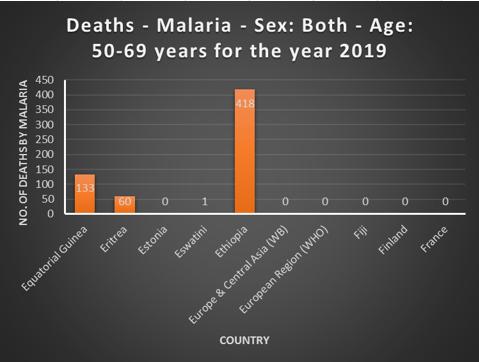 Deaths - Malaria - Sex: Both - Age:
50-69 years for the year 2019
NO. OF DEATHS BY MALARIA
450
400
350
300
250
200
150
100
50
0
133
60
0
1
418
0
0
0
0
0
Equatorial Guinea
Eritrea
Estonia
Eswatini
Ethiopia
Europe & Central Asia (WB)
European Region (WHO)
Fiji
Finland
France
COUNTRY